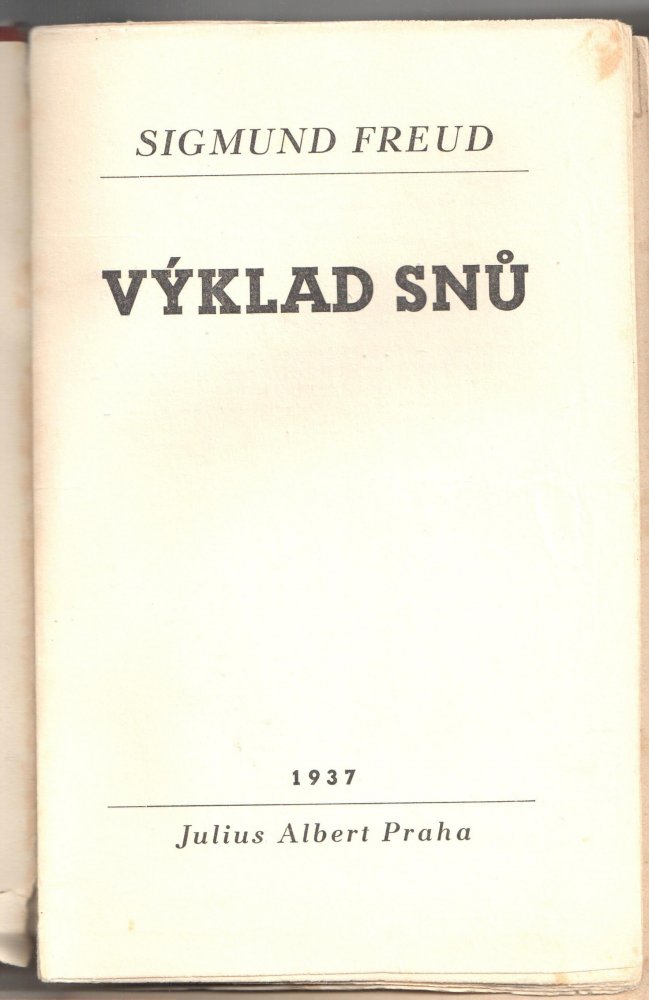 SIGMUND FREUD
VÝKLAD SNŮ
1937
Julius Albert Praha